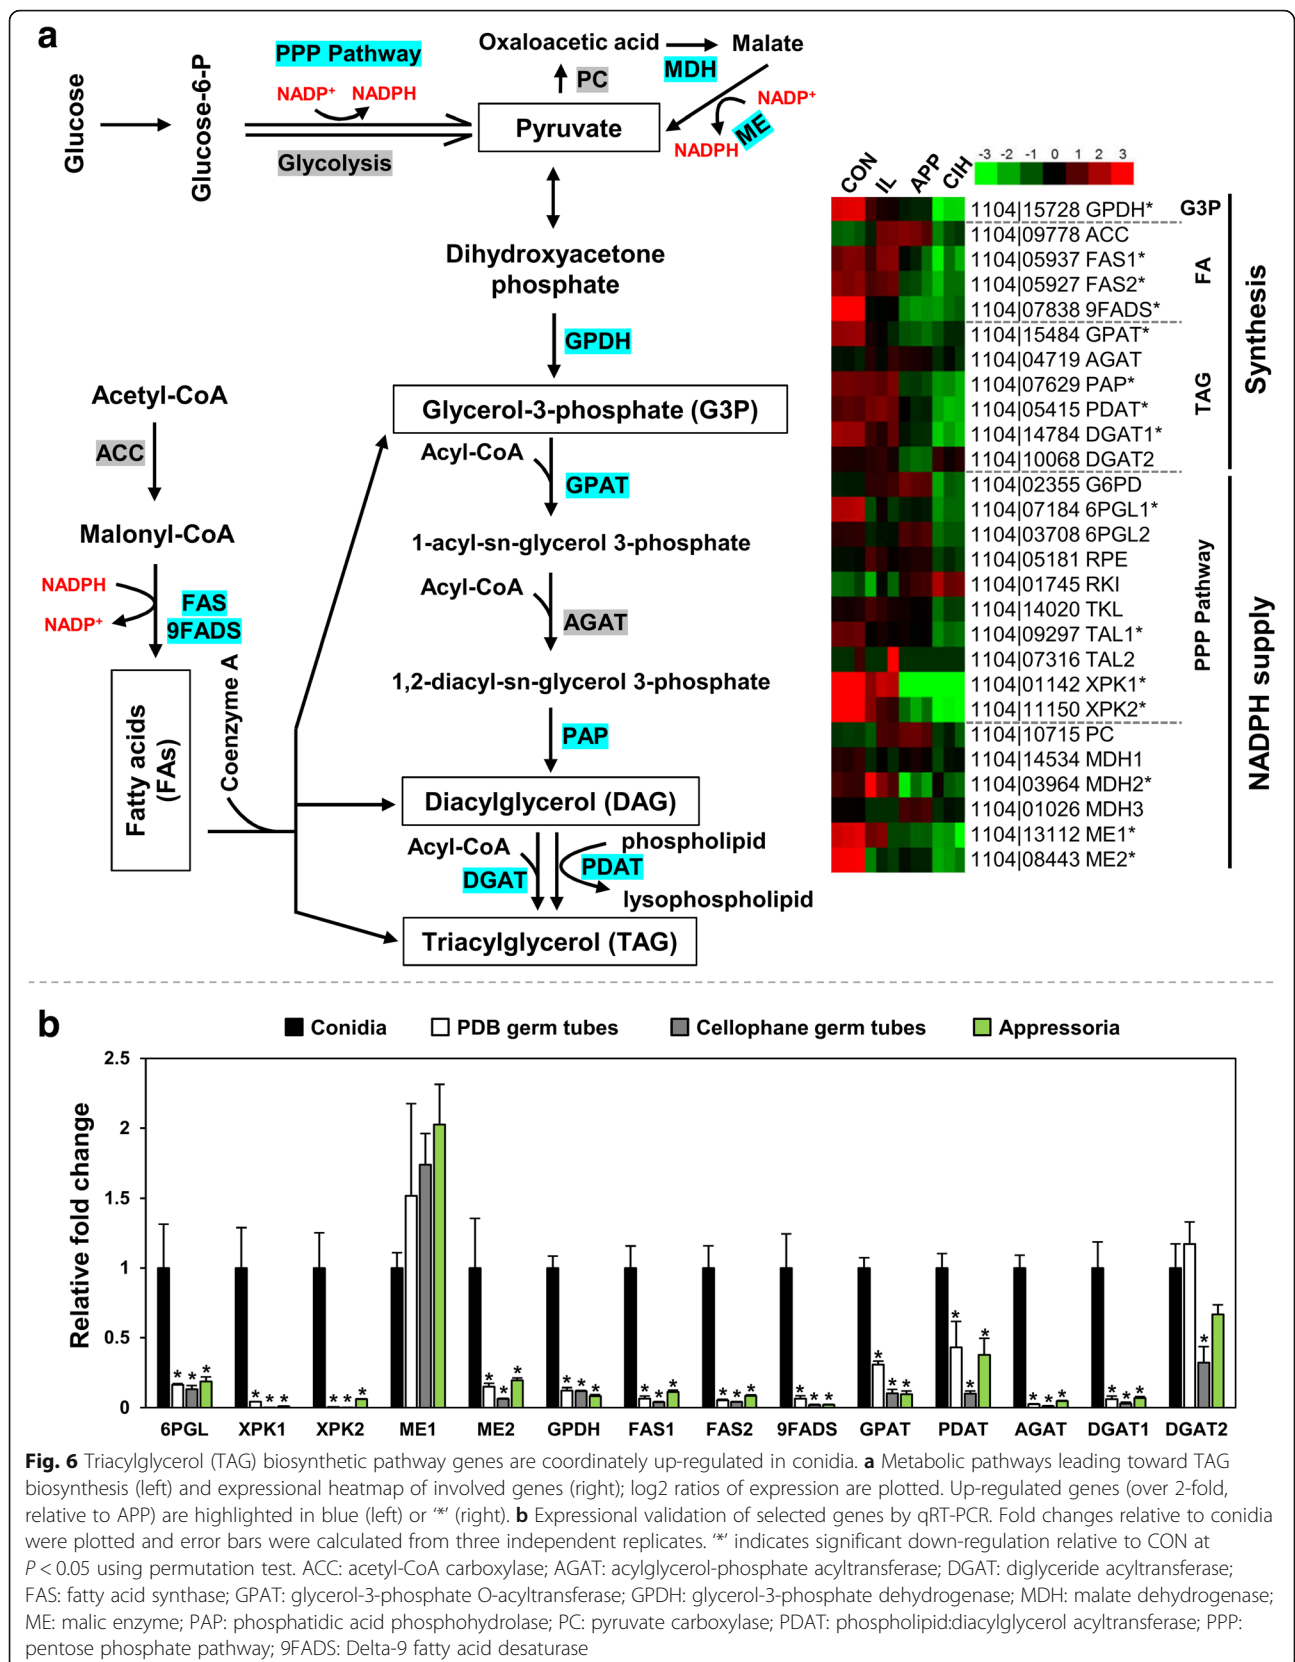 a
Oxaloacetic acid
Malate
PPP Pathway
MDH
PC
NADP+
NADPH
NADP+
ME
NADPH
Glucose
Glucose-6-P
Pyruvate
Glycolysis
Dihydroxyacetone
phosphate
GPDH
Acetyl-CoA
Glycerol-3-phosphate (G3P)
ACC
Acyl-CoA
GPAT
Malonyl-CoA
1-acyl-sn-glycerol 3-phosphate
NADPH
Acyl-CoA
FAS
NADP+
9FADS
AGAT
Coenzyme A
1,2-diacyl-sn-glycerol 3-phosphate
PAP
Fatty acids
(FAs)
Diacylglycerol (DAG)
Acyl-CoA
phospholipid
DGAT
PDAT
lysophospholipid
Triacylglycerol (TAG)
CON IL APP CIH
-3 -2 -1 0 1 2 3
1104|15728 GPDH*
1104|09778 ACC
1104|05937 FAS1*
1104|05927 FAS2*
1104|07838 9FADS*
1104|15484 GPAT*
1104|04719 AGAT
1104|07629 PAP*
1104|05415 PDAT*
1104|14784 DGAT1*
1104|10068 DGAT2
1104|02355 G6PD
1104|07184 6PGL1*
1104|03708 6PGL2
1104|05181 RPE
1104|01745 RKI
1104|14020 TKL
1104|09297 TAL1*
1104|07316 TAL2
1104|01142 XPK1*
1104|11150 XPK2*
1104|10715 PC
1104|14534 MDH1
1104|03964 MDH2*
1104|01026 MDH3
1104|13112 ME1*
1104|08443 ME2*
G3P
FA
TAG
PPP Pathway
Synthesis
NADPH supply
b
Conidia PDB germ tubes Cellophane germ tubes Appressoria
Relative fold change
2.5
2
1.5
1
0.5
0
* * *
* * *
* * *
* * *
* * *
* * *
* * *
* * *
* * *
* * *
* * *
* * *
*
6PGL XPK1 XPK2 ME1 ME2 GPDH FAS1 FAS2 9FADS GPAT PDAT AGAT DGAT1 DGAT2
Fig. 6 Triacylglycerol (TAG) biosynthetic pathway genes are coordinately up-regulated in conidia. a Metabolic pathways leading toward TAG
biosynthesis (left) and expressional heatmap of involved genes (right); log2 ratios of expression are plotted. Up-regulated genes (over 2-fold,
relative to APP) are highlighted in blue (left) or ‘*’ (right). b Expressional validation of selected genes by qRT-PCR. Fold changes relative to conidia
were plotted and error bars were calculated from three independent replicates. ‘*’ indicates significant down-regulation relative to CON at
P < 0.05 using permutation test. ACC: acetyl-CoA carboxylase; AGAT: acylglycerol-phosphate acyltransferase; DGAT: diglyceride acyltransferase;
FAS: fatty acid synthase; GPAT: glycerol-3-phosphate O-acyltransferase; GPDH: glycerol-3-phosphate dehydrogenase; MDH: malate dehydrogenase;
ME: malic enzyme; PAP: phosphatidic acid phosphohydrolase; PC: pyruvate carboxylase; PDAT: phospholipid:diacylglycerol acyltransferase; PPP:
pentose phosphate pathway; 9FADS: Delta-9 fatty acid desaturase